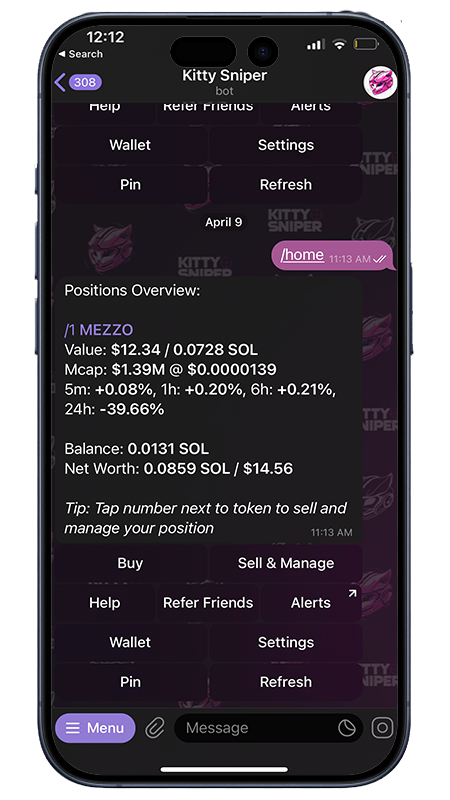 12:12
◂ Search
308
Kitty Sniper
bot
Help Refer Friends Alerts
Wallet Settings
Pin Refresh
April 9
KITTY
SNIPER
/home 11:13 AM
KITTY
SNIPER
Positions Overview:
/1 MEZZO
Value: $12.34 / 0.0728 SOL
Mcap: $1.39M @ $0.0000139
5m: +0.08%, 1h: +0.20%, 6h: +0.21%,
24h: -39.66%
Balance: 0.0131 SOL
Net Worth: 0.0859 SOL / $14.56
Tip: Tap number next to token to sell and
manage your position
11:13 AM
Buy Sell & Manage
Help Refer Friends Alerts
Wallet Settings
Pin Refresh
Menu Message